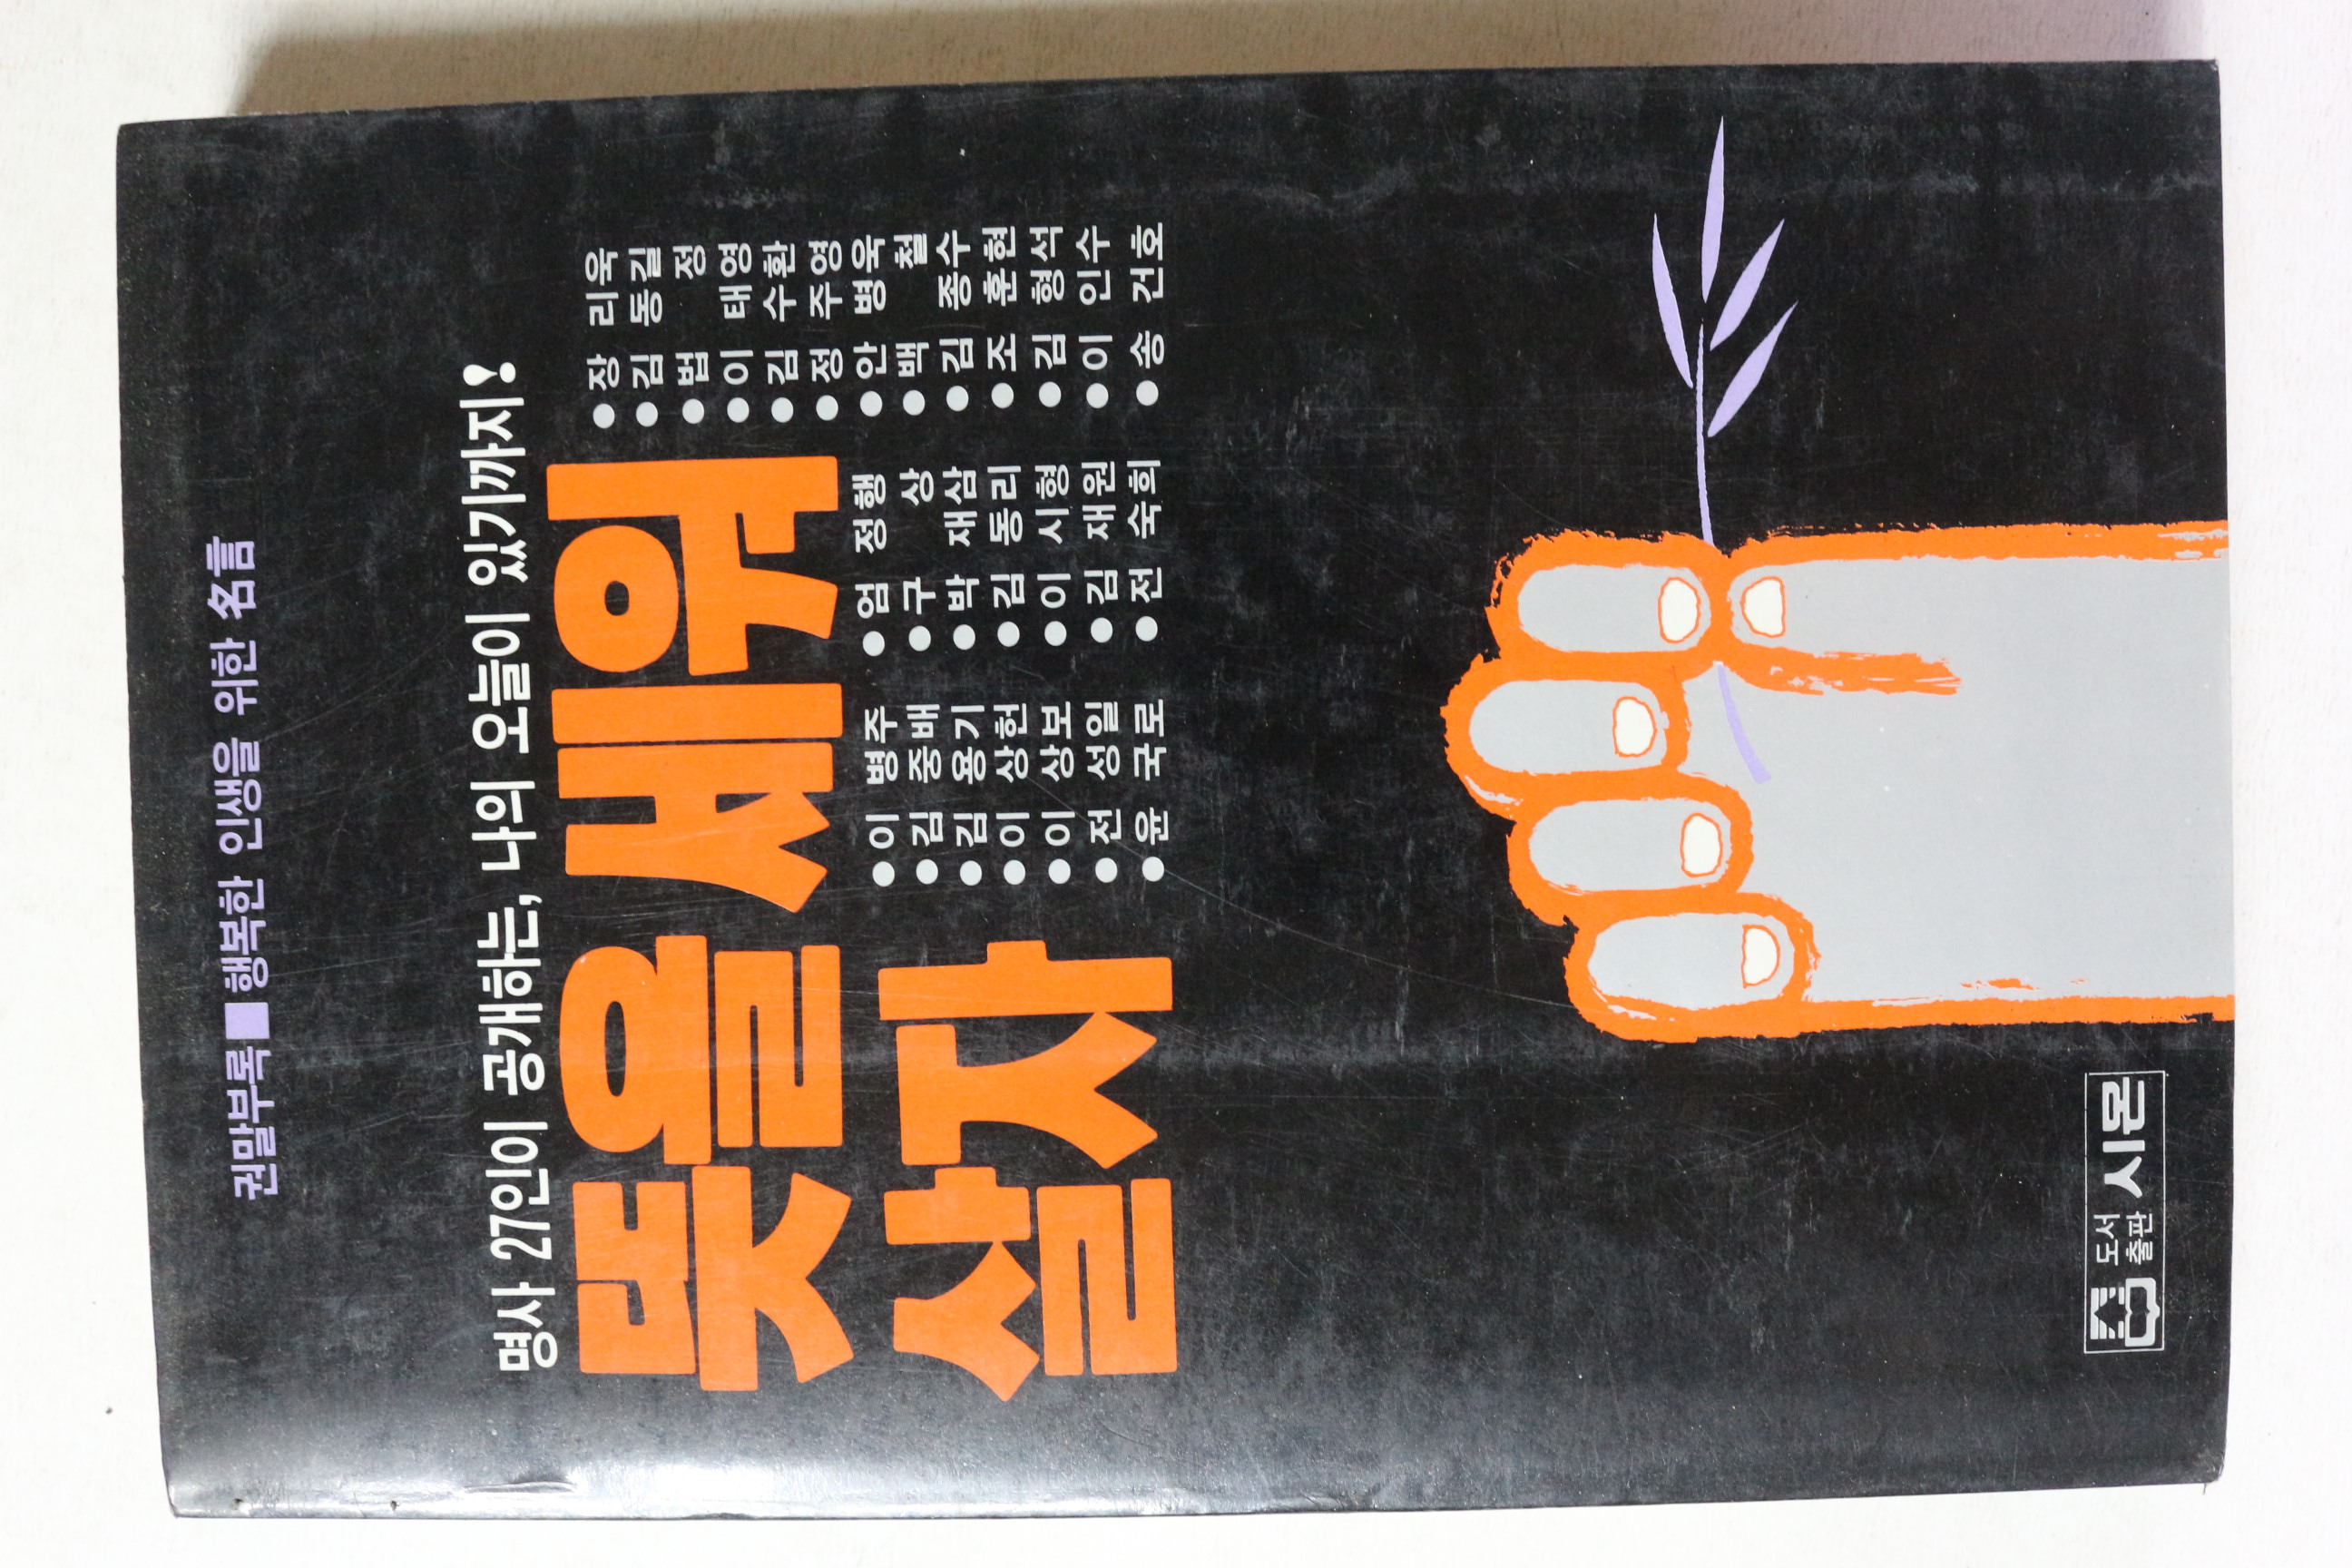 권말부록■행복한 인생을 위한 名言
명사 27인이 공개하는, 나의 오늘이 있기까지!
뜻을 세워
살자
●장 리욱
●김 동길
●법 정
●이 태영
●김 수환
●정 주영
●안 병욱
●백 철
●김 종수
●조 훈현
●김 형석
●이 인수
●송 건호
●엄 정행
●구 상
●박 재삼
●김 동리
●이 시형
●김 재원
●전 숙희
●이 병주
●김 중배
●김 용기
●이 상헌
●이 상보
●전 성일
●윤 국로
도서
출판 시몬